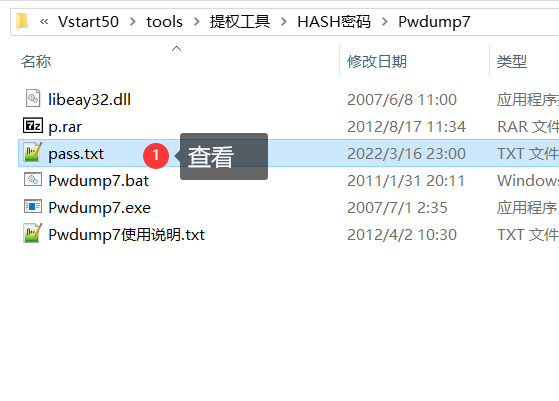 « Vstart50 › tools › 提权工具 › HASH密码 › Pwdump7
名称 修改日期 类型
libeay32.dll 2007/6/8 11:00 应用程序扩
p.rar 2012/8/17 11:34 RAR 文件
pass.txt 1 查看 2022/3/16 23:00 TXT 文件
Pwdump7.bat 2011/1/31 20:11 Windows
Pwdump7.exe 2007/7/1 2:35 应用程序
Pwdump7使用说明.txt 2012/4/2 10:30 TXT 文件